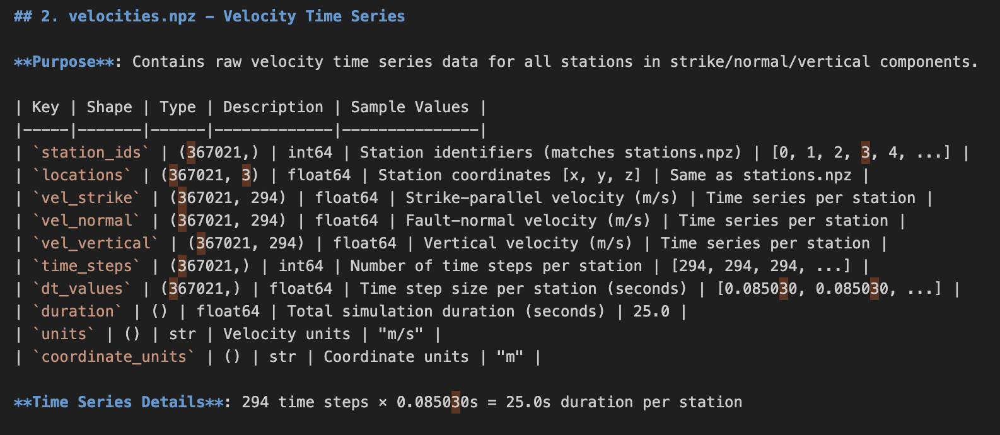 ## 2. velocities.npz - Velocity Time Series
**Purpose**: Contains raw velocity time series data for all stations in strike/normal/vertical components.
| Key | Shape | Type | Description | Sample Values |
|-----|-------|------|-------------|---------------|
| `station_ids` | (367021,) | int64 | Station identifiers (matches stations.npz) | [0, 1, 2, 3, 4, ...] |
| `locations` | (367021, 3) | float64 | Station coordinates [x, y, z] | Same as stations.npz |
| `vel_strike` | (367021, 294) | float64 | Strike-parallel velocity (m/s) | Time series per station |
| `vel_normal` | (367021, 294) | float64 | Fault-normal velocity (m/s) | Time series per station |
| `vel_vertical` | (367021, 294) | float64 | Vertical velocity (m/s) | Time series per station |
| `time_steps` | (367021,) | int64 | Number of time steps per station | [294, 294, 294, ...] |
| `dt_values` | (367021,) | float64 | Time step size per station (seconds) | [0.085030, 0.085030, ...] |
| `duration` | () | float64 | Total simulation duration (seconds) | 25.0 |
| `units` | () | str | Velocity units | "m/s" |
| `coordinate_units` | () | str | Coordinate units | "m" |
**Time Series Details**: 294 time steps × 0.085030s = 25.0s duration per station